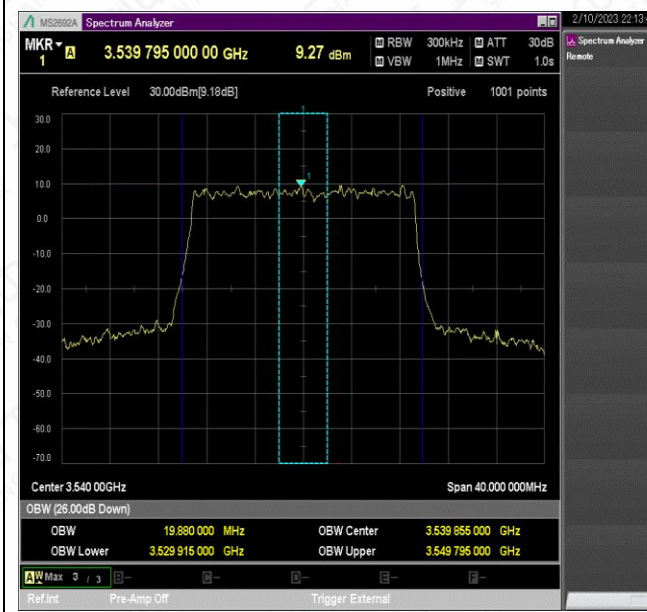 MS2692A Spectrum Analyzer
2/10/2023 22:13:
MKR 1 A 3.539 795 000 00 GHz 9.27 dBm
M RBW 300kHz M ATT 30dB
M VBW 1MHz M SWT 1.0s
Spectrum Analyzer
Remote
Reference Level 30.00dBm[9.18dB] Positive 1001 points
1
30.0
20.0
10.0
1
0.0
-10.0
-20.0
-30.0
-40.0
-50.0
-60.0
-70.0
Center 3.540 00GHz Span 40.000 000MHz
OBW (26.00dB Down)
OBW 19.880 000 MHz OBW Center 3.539 855 000 GHz
OBW Lower 3.529 915 000 GHz OBW Upper 3.549 795 000 GHz
AW Max 3 / 3 B- C- D- E- F-
Ref.Int Pre-Amp Off Trigger External